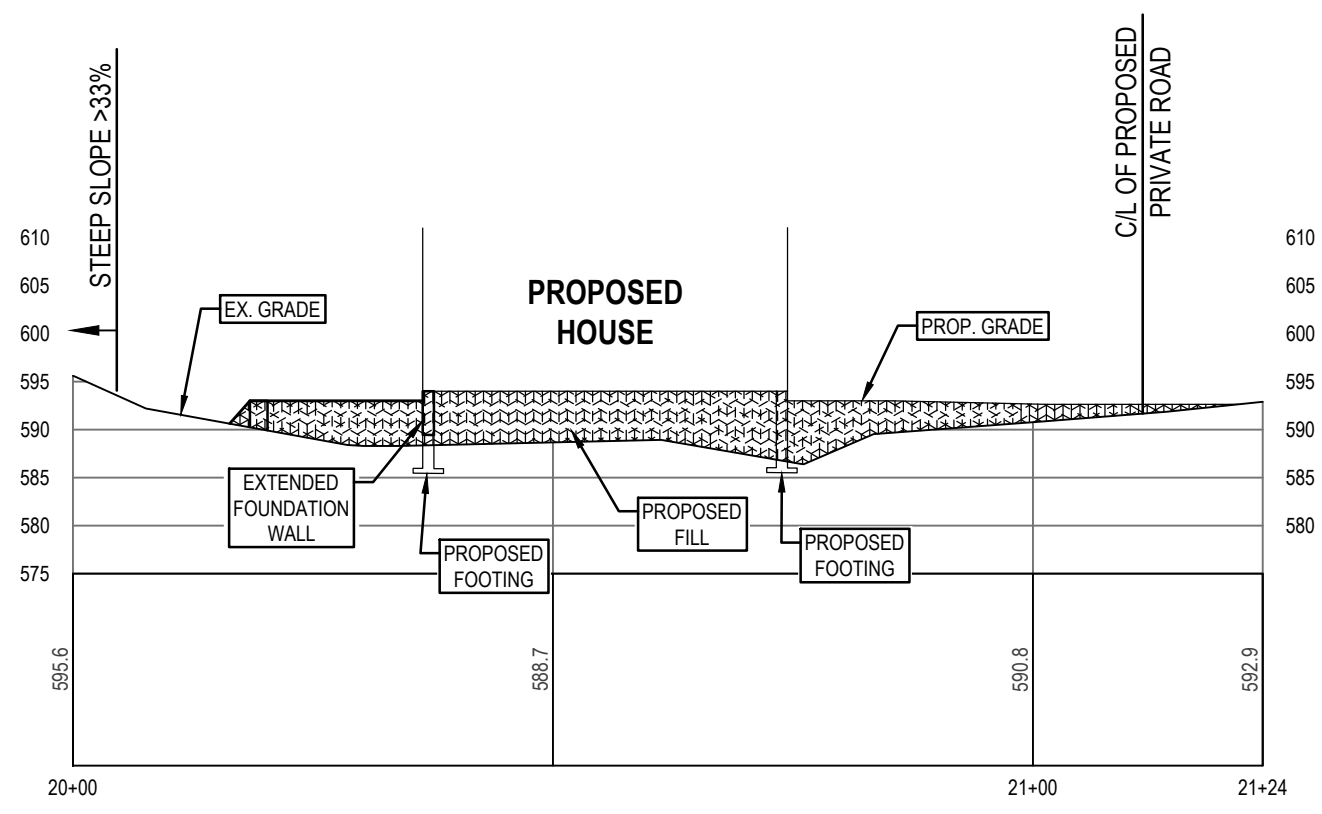 STEEP SLOPE >33%
C/L OF PROPOSED
PRIVATE ROAD
610
605
600
595
590
585
580
575
610
605
600
595
590
585
580
EX. GRADE
PROPOSED
HOUSE
PROP. GRADE
EXTENDED
FOUNDATION
WALL
PROPOSED
FOOTING
PROPOSED
FILL
PROPOSED
FOOTING
595.6
588.7
590.8
592.9
20+00
21+00
21+24